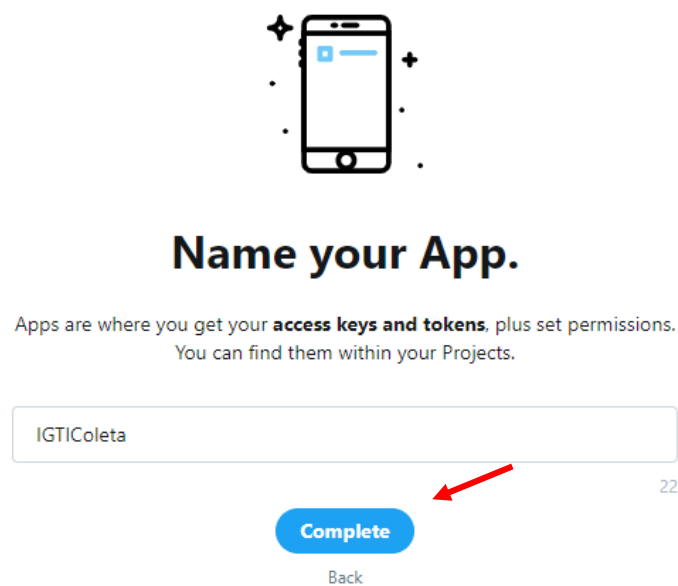 Name your App.
Apps are where you get your access keys and tokens, plus set permissions.
You can find them within your Projects.
IGTIColeta
22
Complete
Back